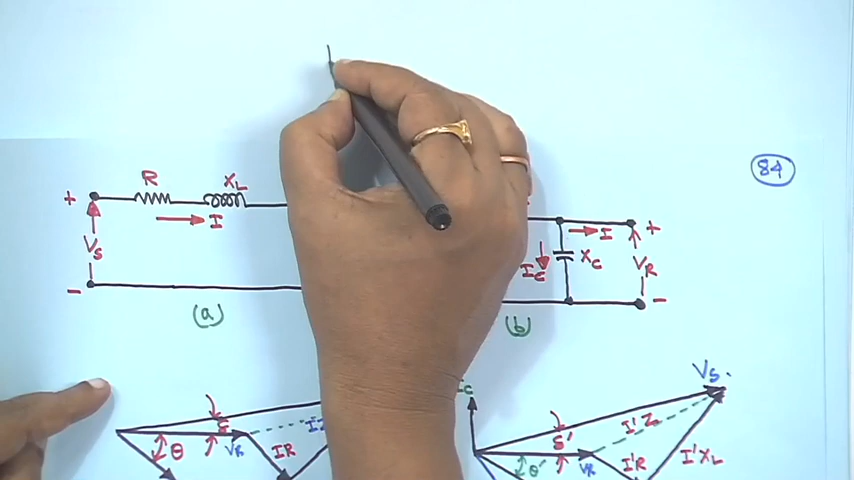 84
R
XL
+
I
VS
-
(a)
I
+
IC
XC
VR
-
(b)
δ
VR
θ
IR
VS
IC
δ'
I'Z
θ'
VR
I'R
I'XL